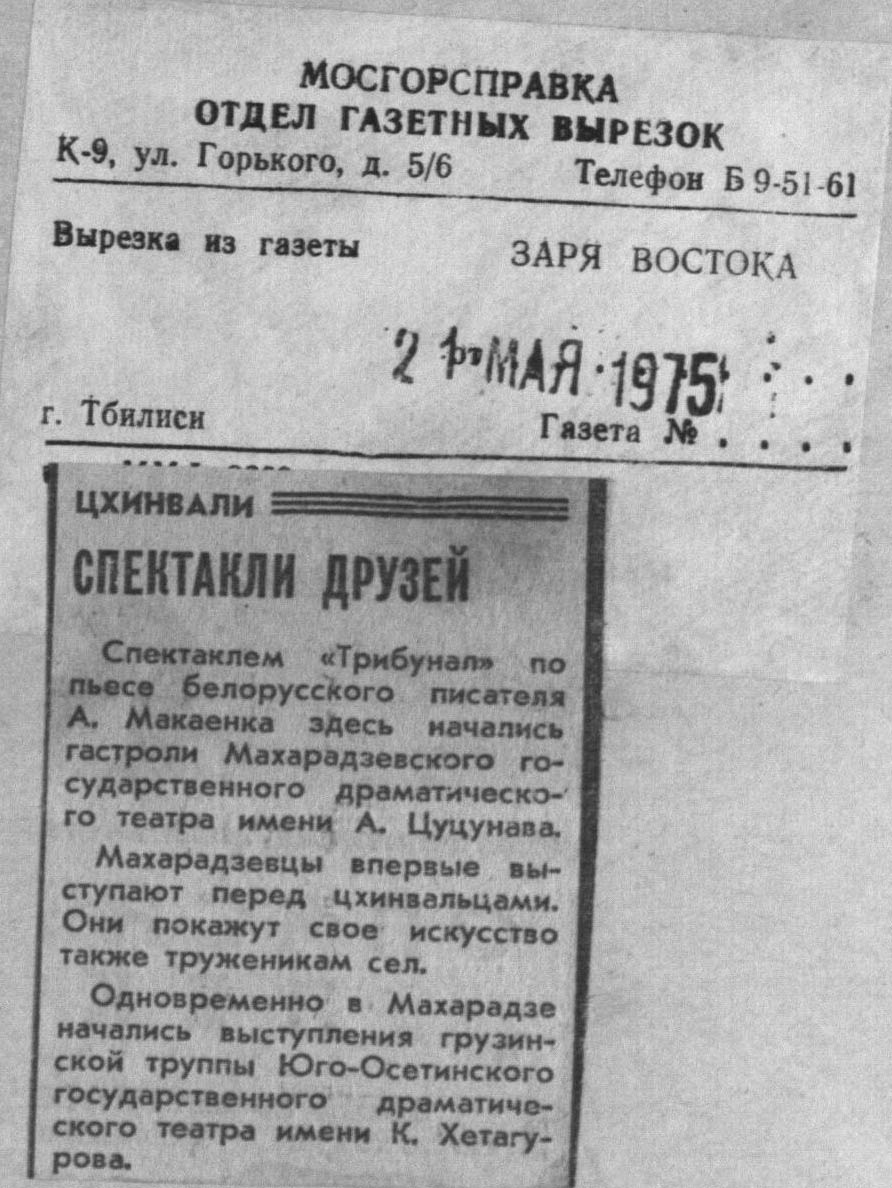 МОСГОРСПРАВКА
ОТДЕЛ ГАЗЕТНЫХ ВЫРЕЗОК
К-9, ул. Горького, д. 5/6 Телефон Б 9-51-61
Вырезка из газеты ЗАРЯ ВОСТОКА
21 МАЯ 1975
от . . .
г. Тбилиси Газета № . . . .
ЦХИНВАЛИ
СПЕКТАКЛИ ДРУЗЕЙ
Спектаклем «Трибунал» по
пьесе белорусского писателя
А. Макаенка здесь начались
гастроли Махарадзевского го-
сударственного драматическо-
го театра имени А. Цуцунава.
Махарадзевцы впервые вы-
ступают перед цхинвальцами.
Они покажут свое искусство
также труженикам сел.
Одновременно в Махарадзе
начались выступления грузин-
ской труппы Юго-Осетинского
государственного драматиче-
ского театра имени К. Хетагу-
рова.